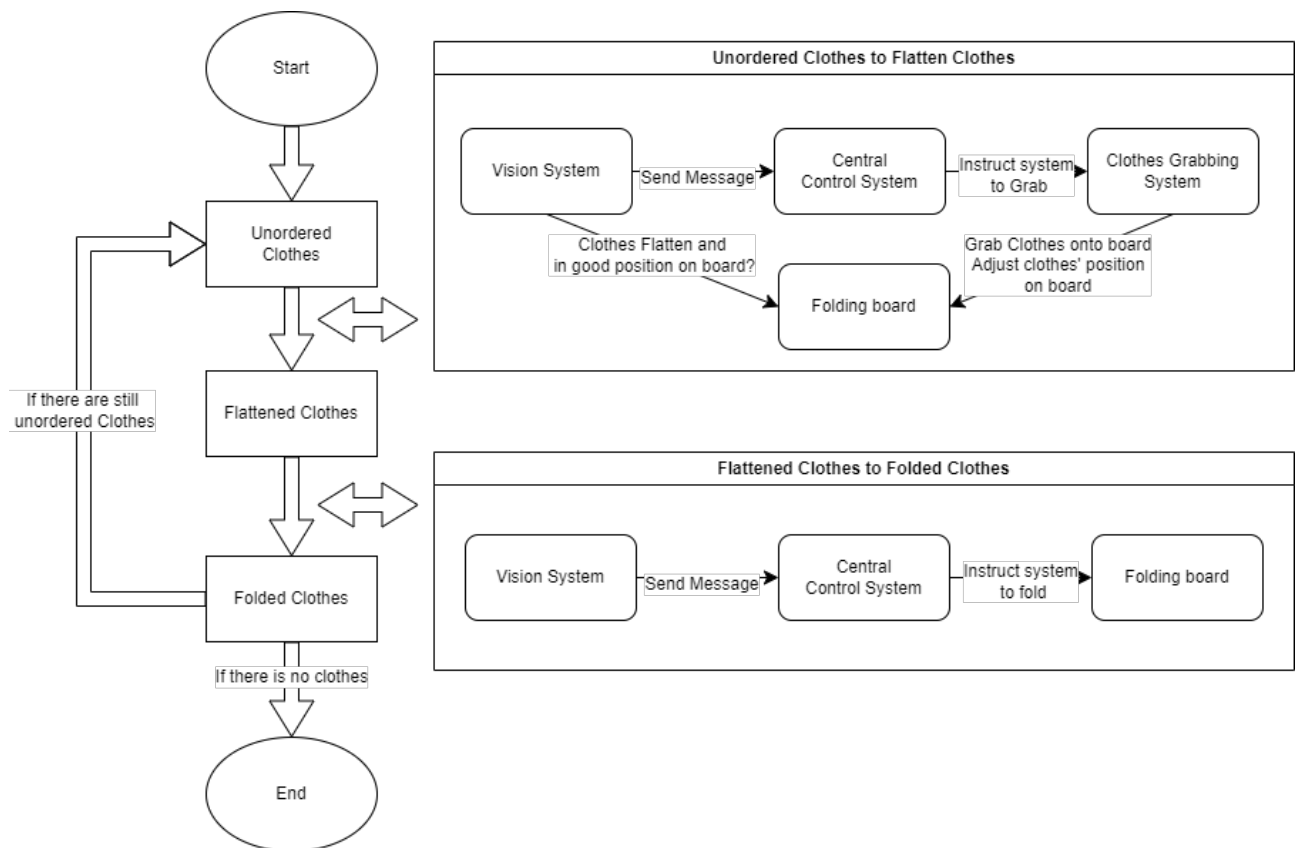 Start
Unordered
Clothes
Flattened Clothes
Folded Clothes
If there are still
unordered Clothes
If there is no clothes
End
Unordered Clothes to Flatten Clothes
Vision System
Send Message
Central
Control System
Instruct system
to Grab
Clothes Grabbing
System
Clothes Flatten and
in good position on board?
Grab Clothes onto board
Adjust clothes' position
on board
Folding board
Flattened Clothes to Folded Clothes
Vision System
Send Message
Central
Control System
Instruct system
to fold
Folding board